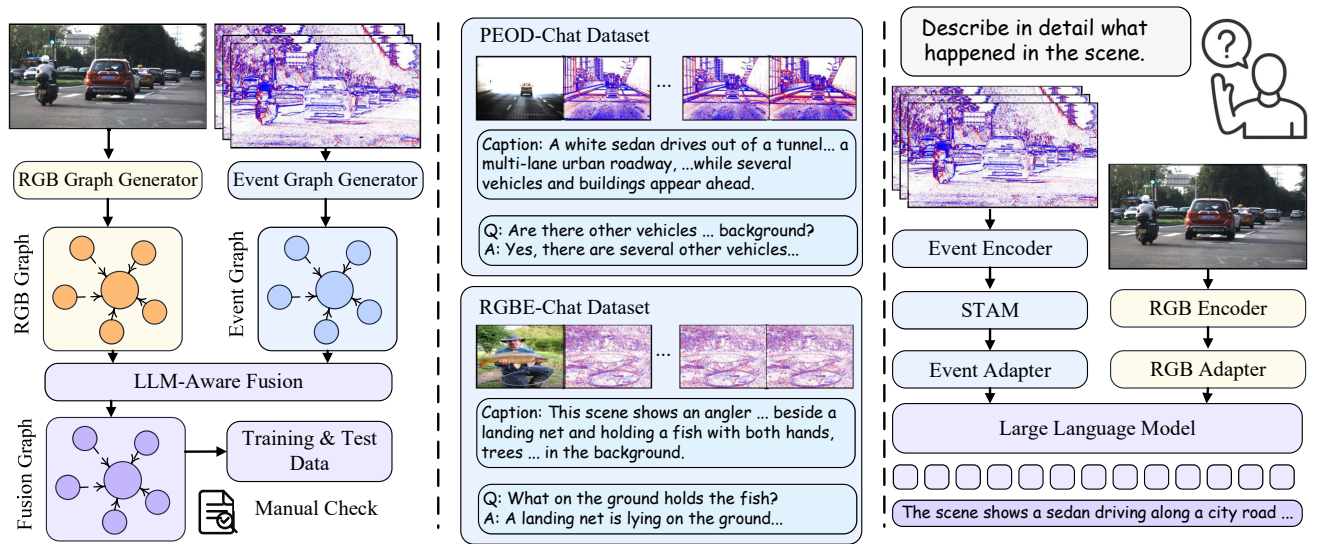 RGB Graph Generator
Event Graph Generator
RGB Graph
Event Graph
LLM-Aware Fusion
Fusion Graph
Training & Test
Data
Manual Check
PEOD-Chat Dataset
...
Caption: A white sedan drives out of a tunnel... a
multi-lane urban roadway, ...while several
vehicles and buildings appear ahead.
Q: Are there other vehicles ... background?
A: Yes, there are several other vehicles...
RGBE-Chat Dataset
...
Caption: This scene shows an angler ... beside a
landing net and holding a fish with both hands,
trees ... in the background.
Q: What on the ground holds the fish?
A: A landing net is lying on the ground...
Describe in detail what
happened in the scene.
?
Event Encoder
STAM
Event Adapter
RGB Encoder
RGB Adapter
Large Language Model
The scene shows a sedan driving along a city road ...